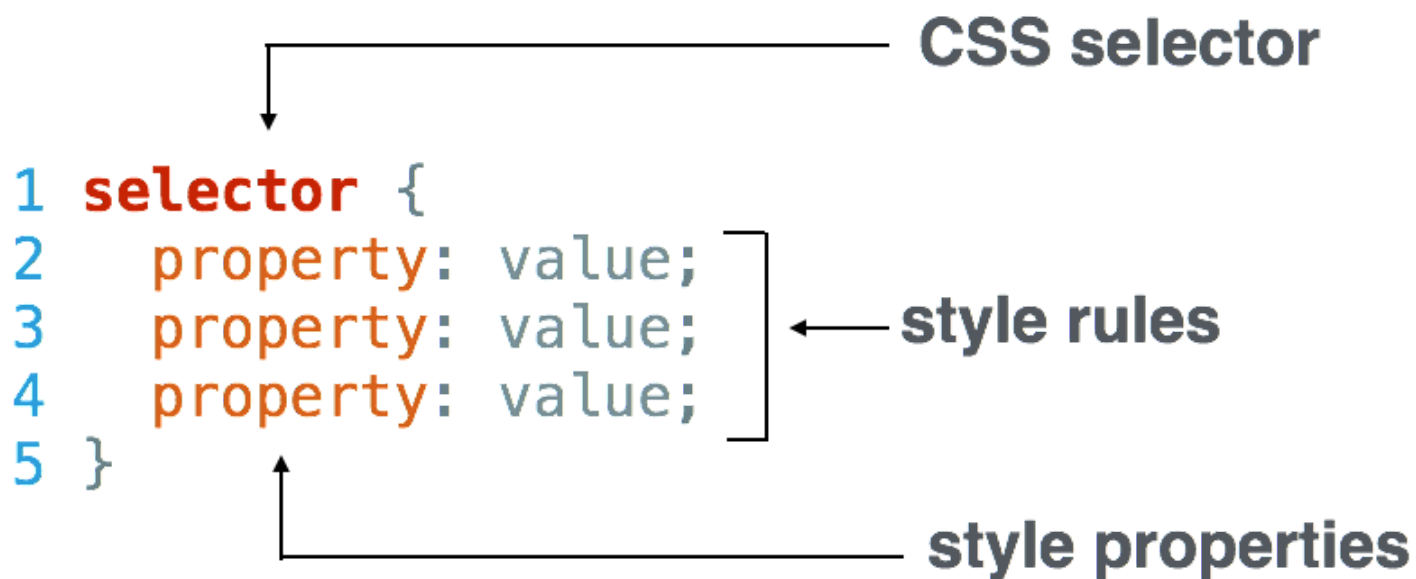 CSS selector
1 selector {
2 property: value;
3 property: value;
style rules
4 property: value;
5 }
style properties